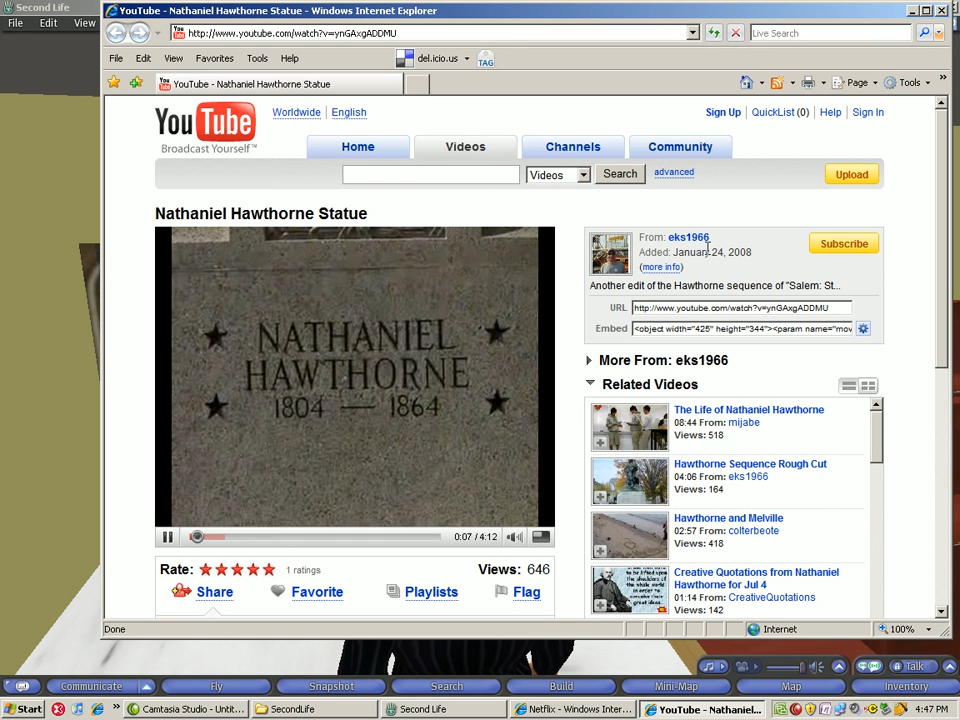 Second Life
File Edit View
YouTube - Nathaniel Hawthorne Statue - Windows Internet Explorer
http://www.youtube.com/watch?v=ynGAxgADDMU
Live Search
File Edit View Favorites Tools Help
del.icio.us
TAG
YouTube - Nathaniel Hawthorne Statue
Page Tools
YouTube
Broadcast Yourself™
Worldwide English
Sign Up QuickList (0) Help Sign In
Home Videos Channels Community
Videos Search advanced Upload
Nathaniel Hawthorne Statue
NATHANIEL
HAWTHORNE
1804 — 1864
0:07 / 4:12
Rate: 1 ratings Views: 646
Share Favorite Playlists Flag
From: eks1966
Added: January 24, 2008
(more info)
Subscribe
Another edit of the Hawthorne sequence of "Salem: St...
URL http://www.youtube.com/watch?v=ynGAxgADDMU
Embed <object width="425" height="344"><param name="mov
More From: eks1966
Related Videos
The Life of Nathaniel Hawthorne
08:44 From: mijabe
Views: 518
Hawthorne Sequence Rough Cut
04:06 From: eks1966
Views: 164
Hawthorne and Melville
02:57 From: colterbeote
Views: 418
Creative Quotations from Nathaniel
Hawthorne for Jul 4
01:14 From: CreativeQuotations
Views: 142
Done Internet 100%
Talk
Communicate Fly Snapshot Search Build Mini-Map Map Inventory
Start Camtasia Studio - Untit... SecondLife Second Life Netflix - Windows Inter... YouTube - Nathaniel... 4:47 PM